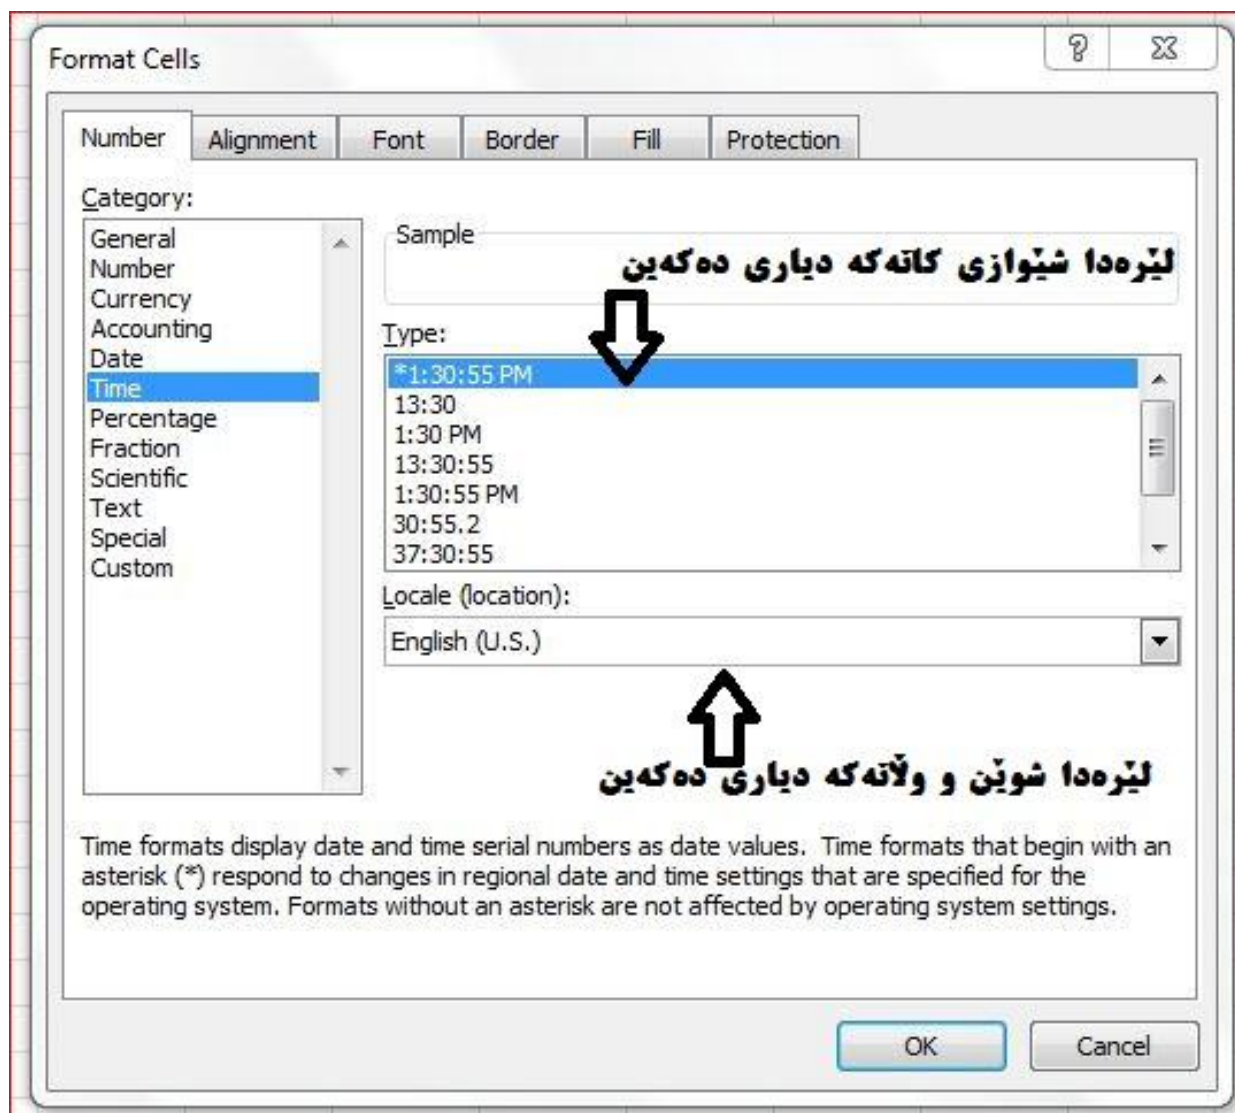 Format Cells
Number
Alignment
Font
Border
Fill
Protection
Category:
General
Number
Currency
Accounting
Date
Time
Percentage
Fraction
Scientific
Text
Special
Custom
Sample
لێرەدا شێوازی کاتەکە دیاری دەکەین
Type:
*1:30:55 PM
13:30
1:30 PM
13:30:55
1:30:55 PM
30:55.2
37:30:55
Locale (location):
English (U.S.)
لێرەدا شوێن و وڵاتەکە دیاری دەکەین
Time formats display date and time serial numbers as date values.  Time formats that begin with an
asterisk (*) respond to changes in regional date and time settings that are specified for the
operating system. Formats without an asterisk are not affected by operating system settings.
OK
Cancel